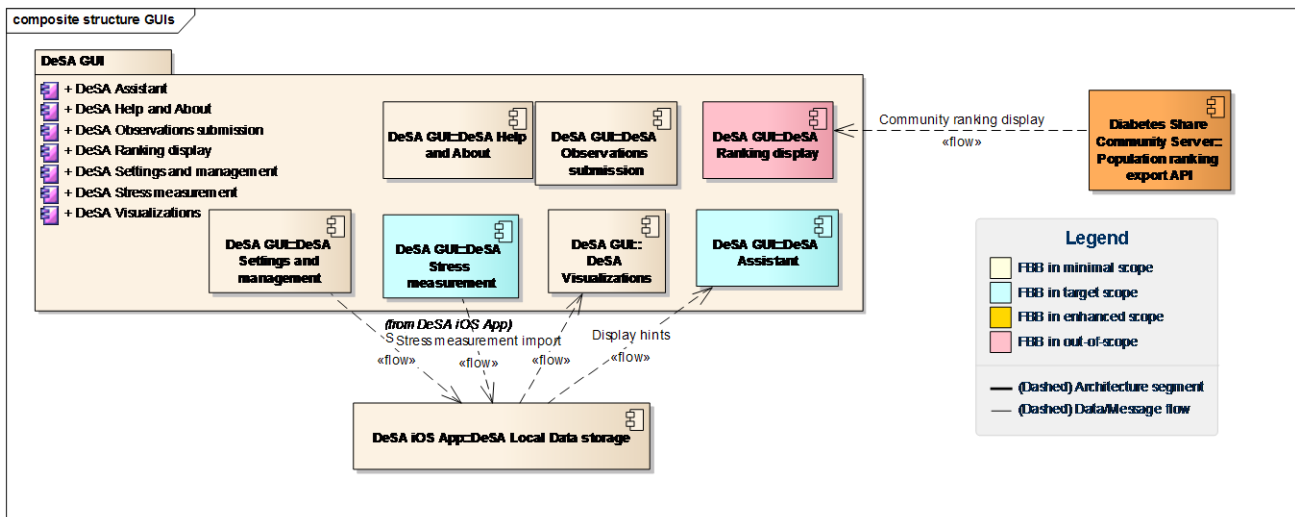 composite structure GUIs
DeSA GUI
+ DeSA Assistant
+ DeSA Help and About
+ DeSA Observations submission
+ DeSA Ranking display
+ DeSA Settings and management
+ DeSA Stress measurement
+ DeSA Visualizations
DeSA GUI::DeSA Help
and About
DeSA GUI::DeSA
Observations
submission
DeSA GUI::DeSA
Ranking display
Community ranking display
«flow»
Diabetes Share
Community Server::
Population ranking
export API
DeSA GUI::DeSA
Settings and
management
DeSA GUI::DeSA
Stress
measurement
DeSA GUI::
DeSA
Visualizations
DeSA GUI::DeSA
Assistant
(from DeSA iOS App)
Stress measurement import
«flow»
«flow»
«flow»
Display hints
«flow»
DeSA iOS App::DeSA Local Data storage
Legend
FBB in minimal scope
FBB in target scope
FBB in enhanced scope
FBB in out-of-scope
(Dashed) Architecture segment
(Dashed) Data/Message flow